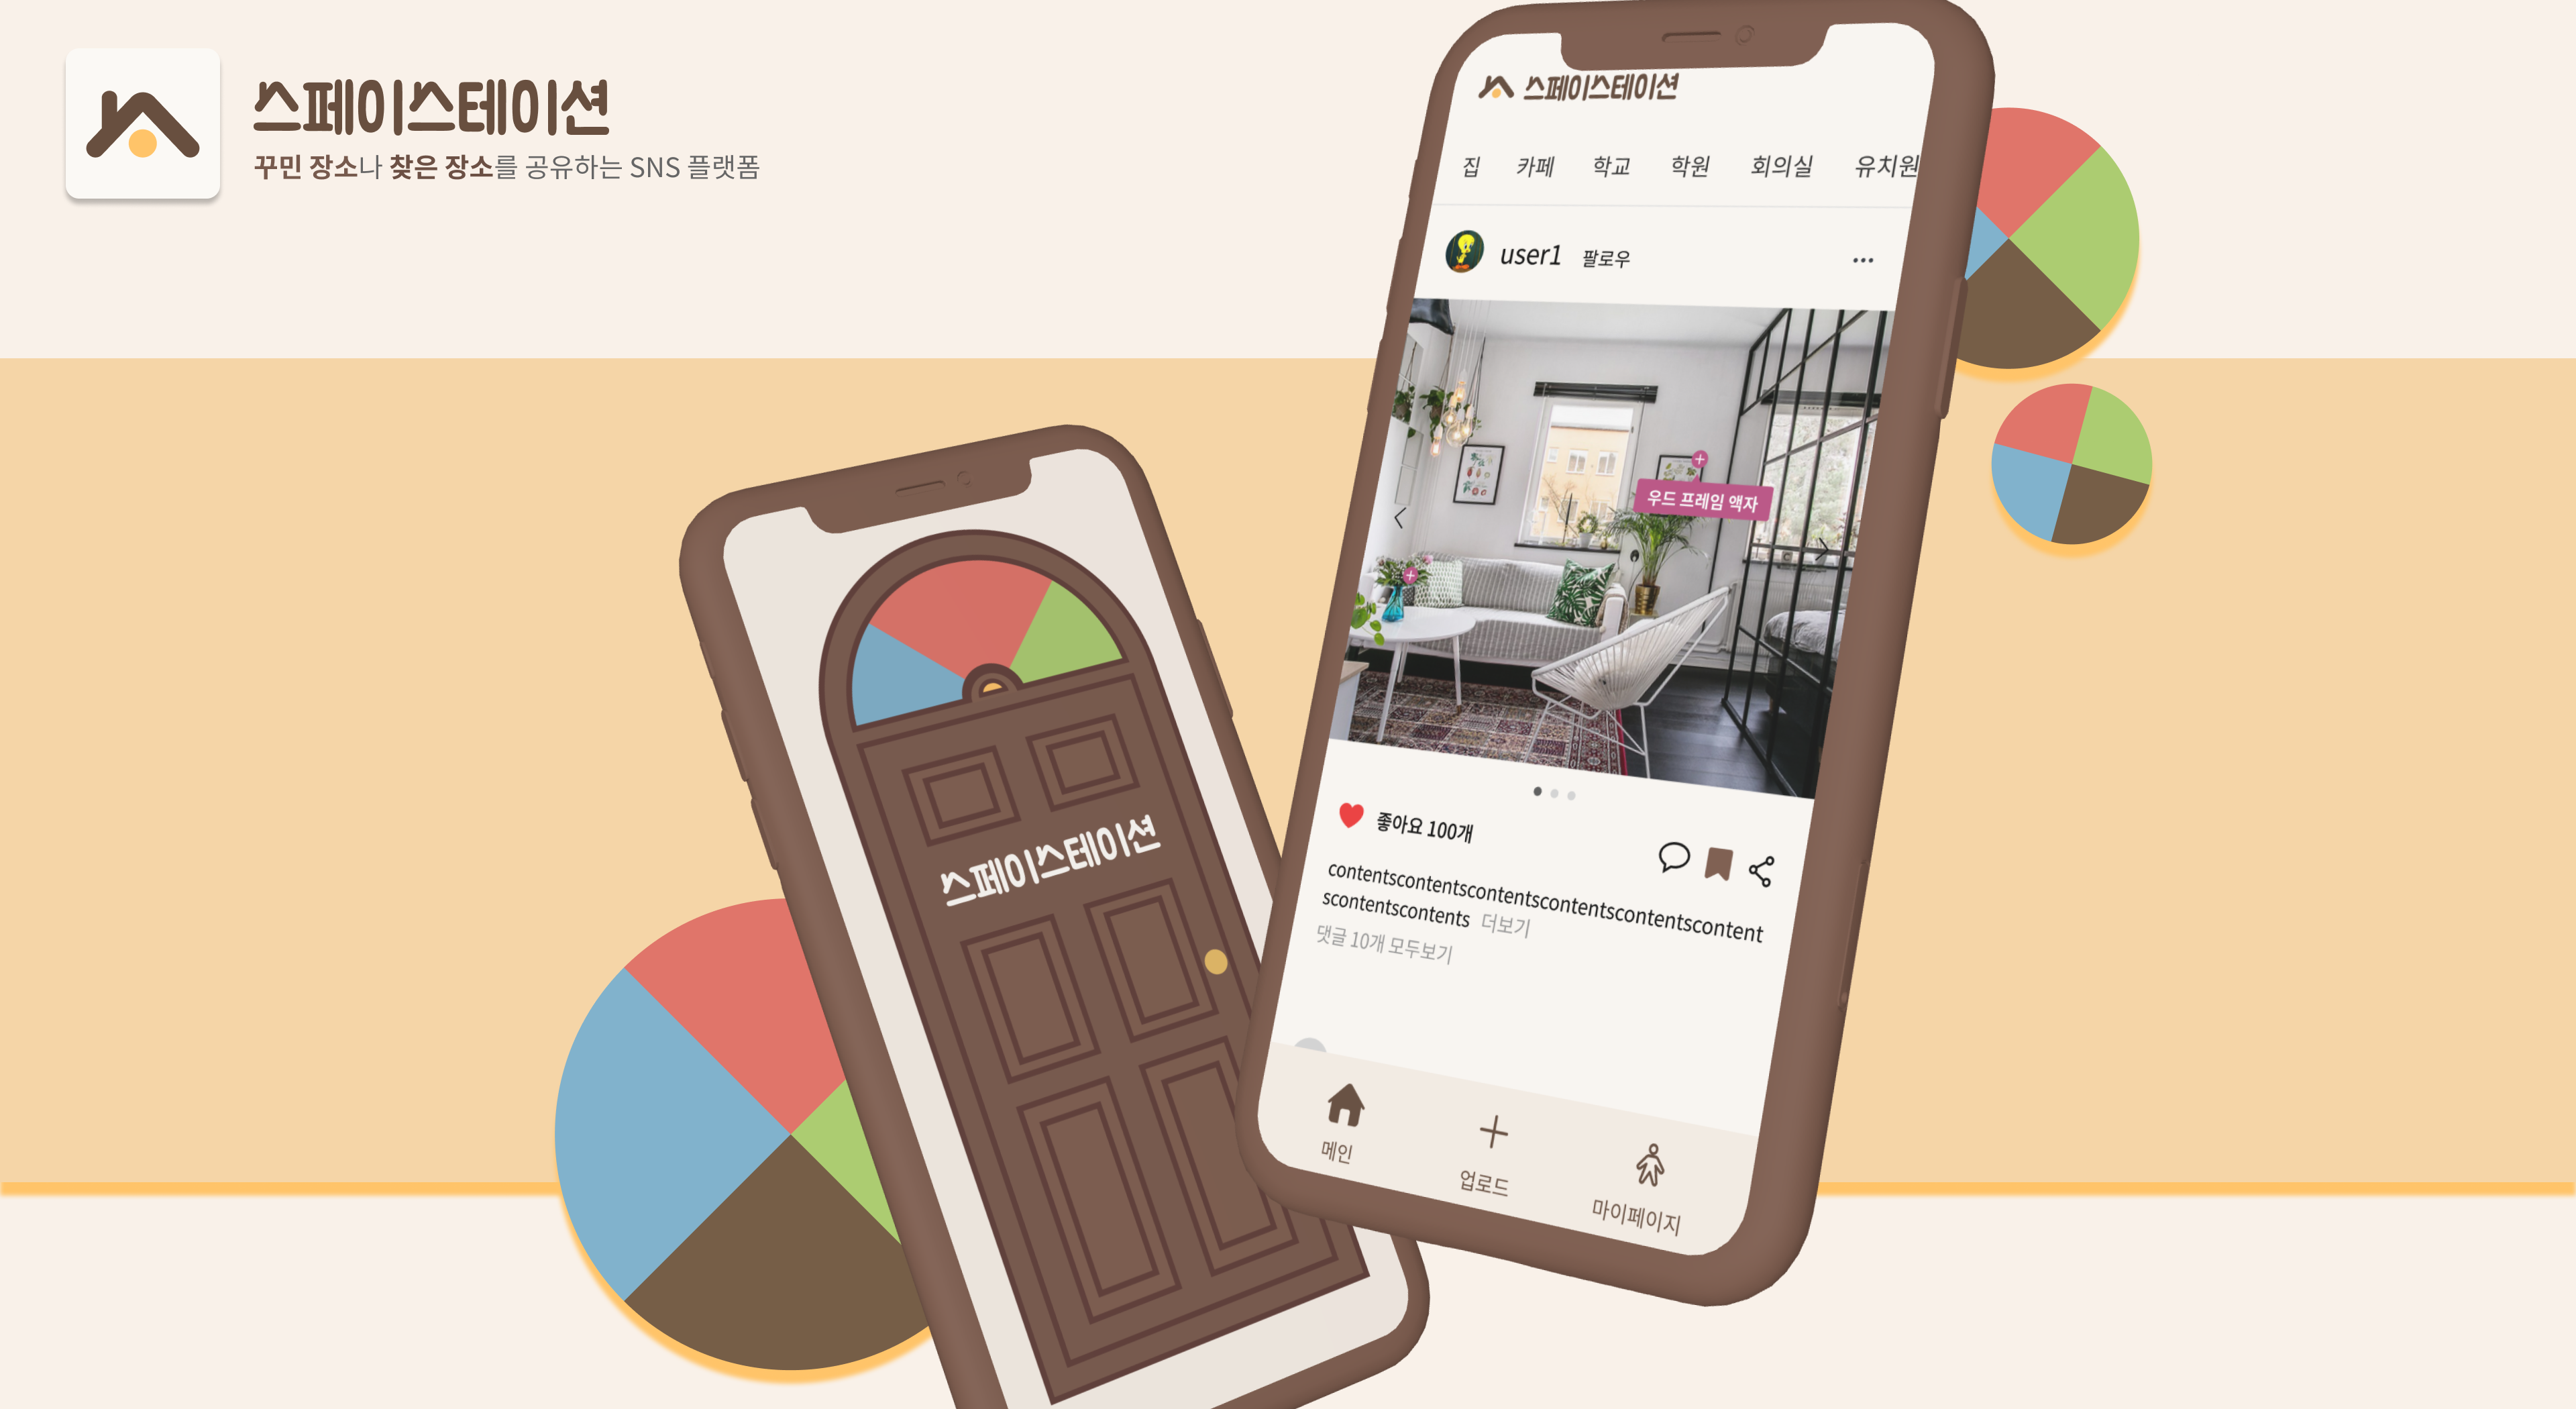 스페이스테이션
꾸민 장소나 찾은 장소를 공유하는 SNS 플랫폼
스페이스테이션
스페이스테이션
집 카페 학교 학원 회의실 유치원
user1 팔로우
우드 프레임 액자
좋아요 100개
contentscontentscontentscontentscontentscontent
scontentscontents 더보기
댓글 10개 모두보기
메인
업로드
마이페이지